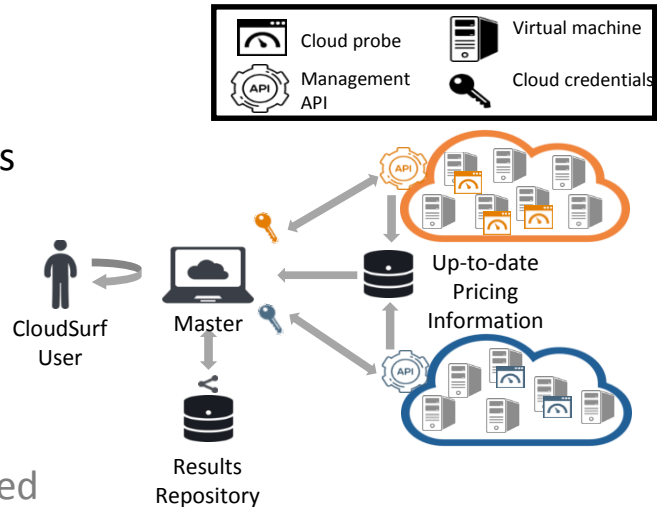 Cloud probe
Virtual machine
Management
API
Cloud credentials
API
s
API
Up-to-date
Pricing
Information
CloudSurf
User
Master
API
Results
Repository
ed